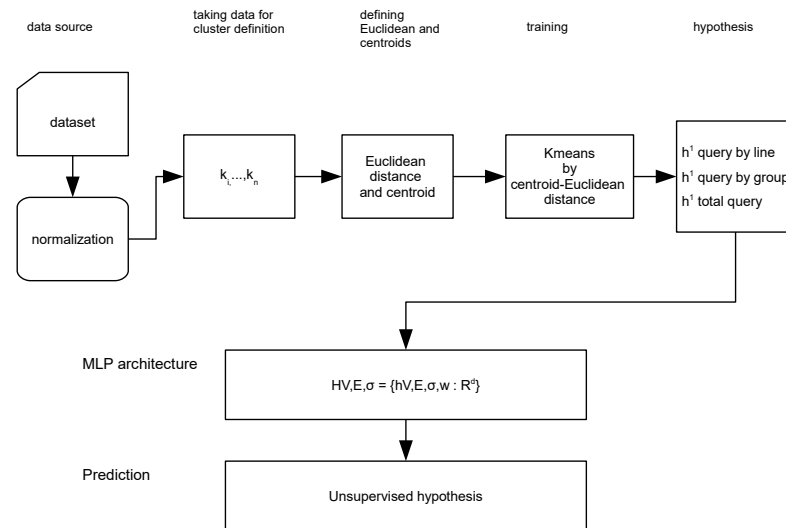 data source
taking data for
cluster definition
defining
Euclidean and
centroids
training
hypothesis
dataset
normalization
k i,...,k n
Euclidean
distance
and centroid
Kmeans
by
centroid-Euclidean
distance
h¹ query by line
h¹ query by group
h¹ total query
MLP architecture
HV,E,σ = {hV,E,σ,w : Rᵈ}
Prediction
Unsupervised hypothesis